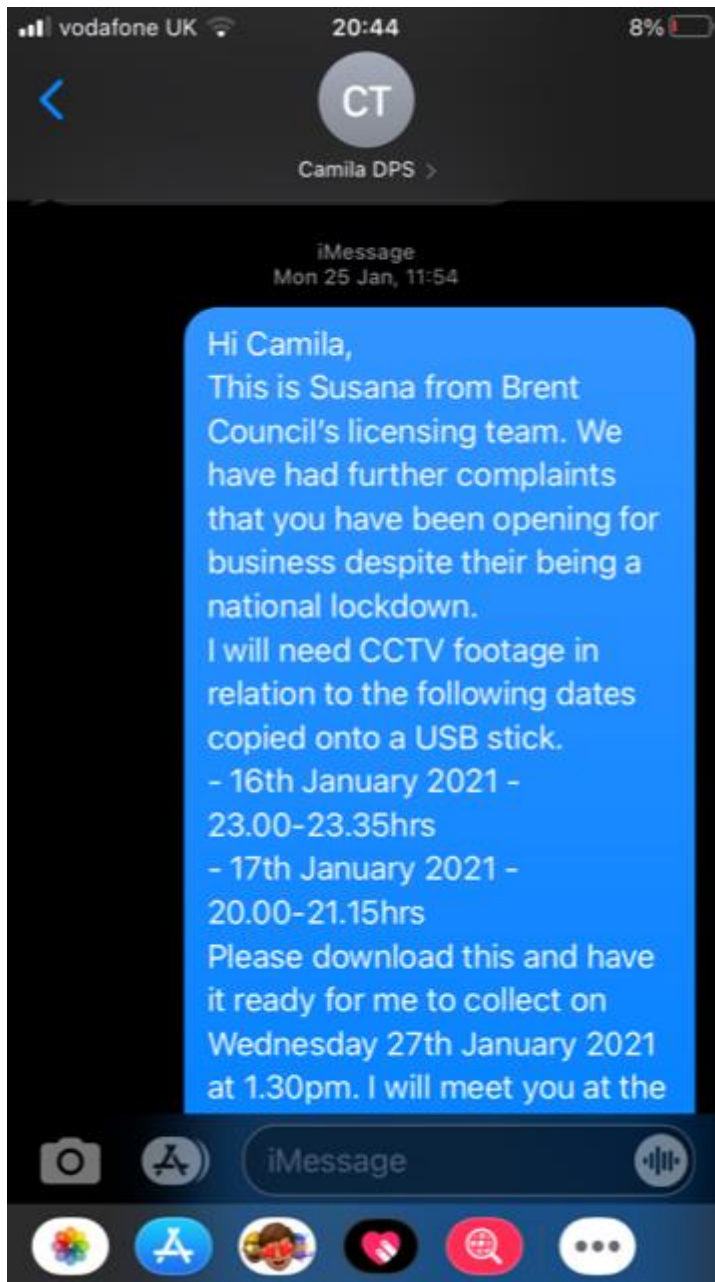 vodafone UK
20:44
8%
CT
Camila DPS >
iMessage
Mon 25 Jan, 11:54
Hi Camila,
This is Susana from Brent
Council's licensing team. We
have had further complaints
that you have been opening for
business despite their being a
national lockdown.
I will need CCTV footage in
relation to the following dates
copied onto a USB stick.
- 16th January 2021 -
23.00-23.35hrs
- 17th January 2021 -
20.00-21.15hrs
Please download this and have
it ready for me to collect on
Wednesday 27th January 2021
at 1.30pm. I will meet you at the
iMessage